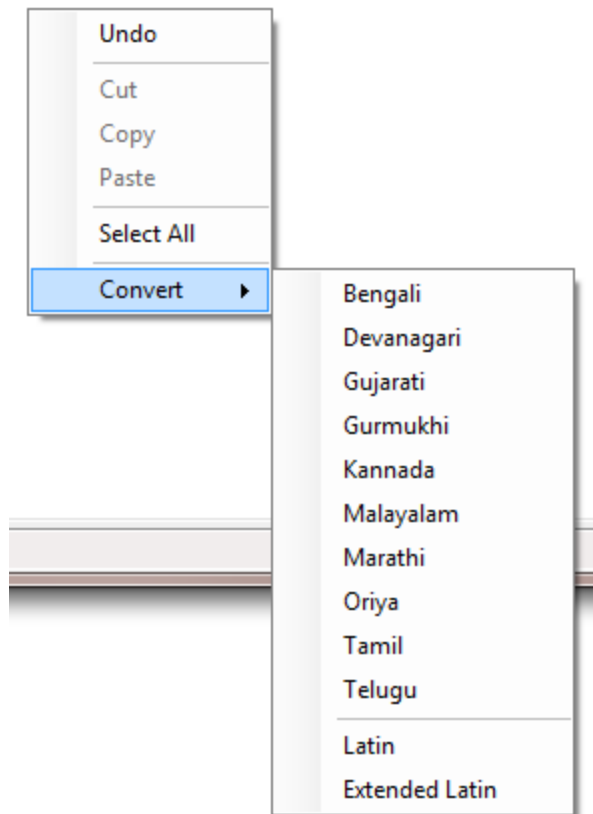 Undo
Cut
Copy
Paste
Select All
Convert
Bengali
Devanagari
Gujarati
Gurmukhi
Kannada
Malayalam
Marathi
Oriya
Tamil
Telugu
Latin
Extended Latin